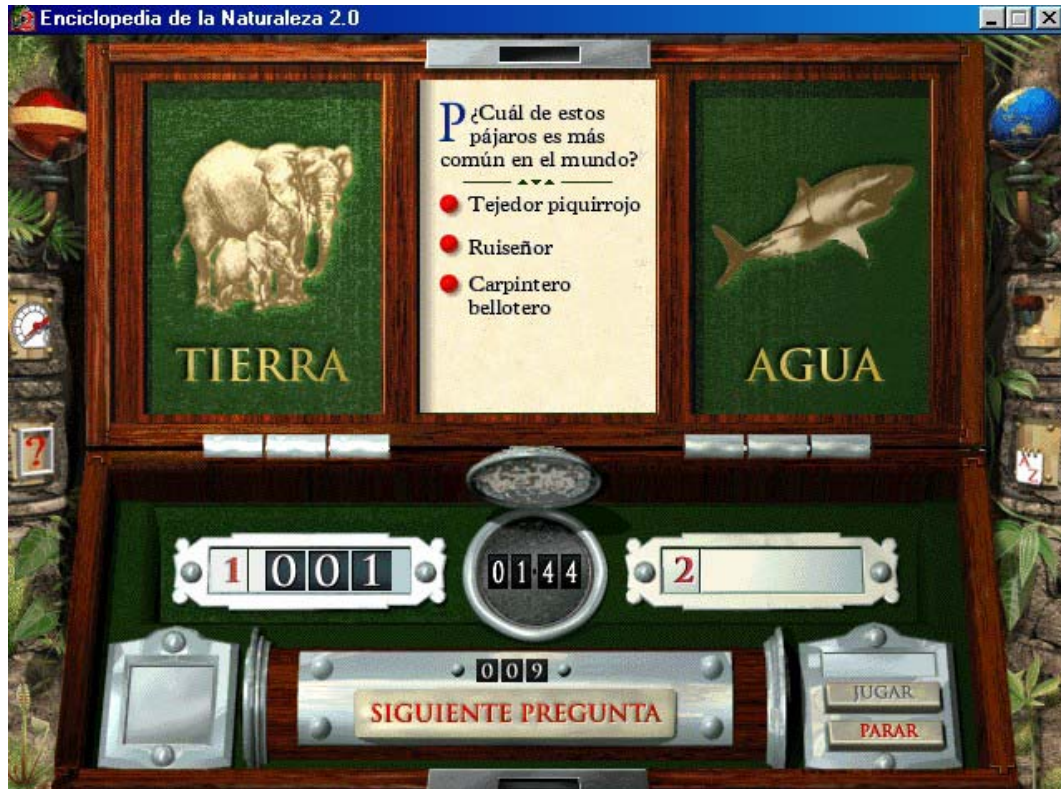 Enciclopedia de la Naturaleza 2.0
P ¿Cuál de estos
pájaros es más
común en el mundo?
Tejedor piquirrojo
Ruiseñor
Carpintero
bellotero
TIERRA
AGUA
?
A
Z
1 001
01·44
2
009
SIGUIENTE PREGUNTA
JUGAR
PARAR